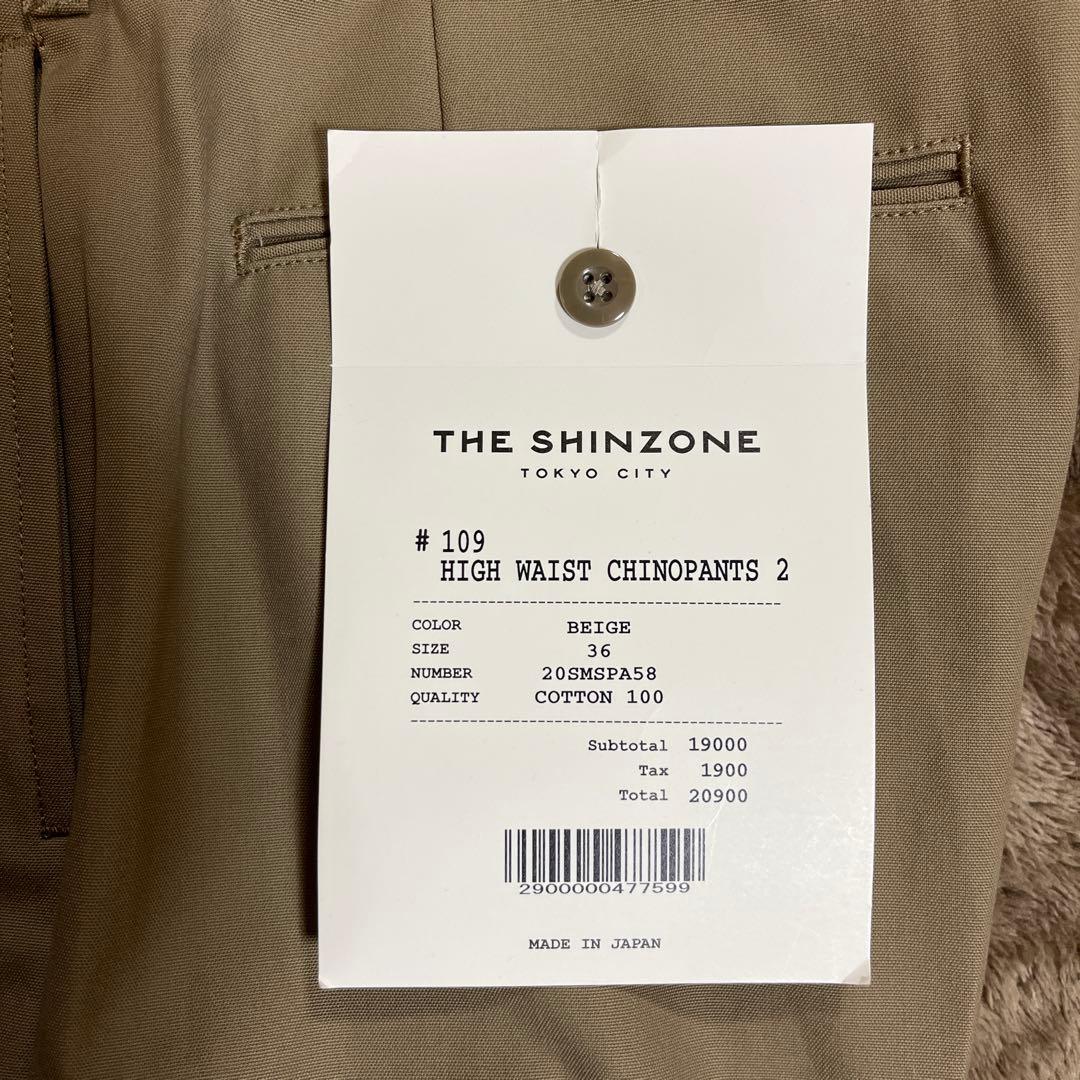 THE SHINZONE
TOKYO CITY
# 109
HIGH WAIST CHINOPANTS 2
COLOR BEIGE
SIZE 36
NUMBER 20SMSPA58
QUALITY COTTON 100
Subtotal 19000
Tax 1900
Total 20900
2900000477599
MADE IN JAPAN